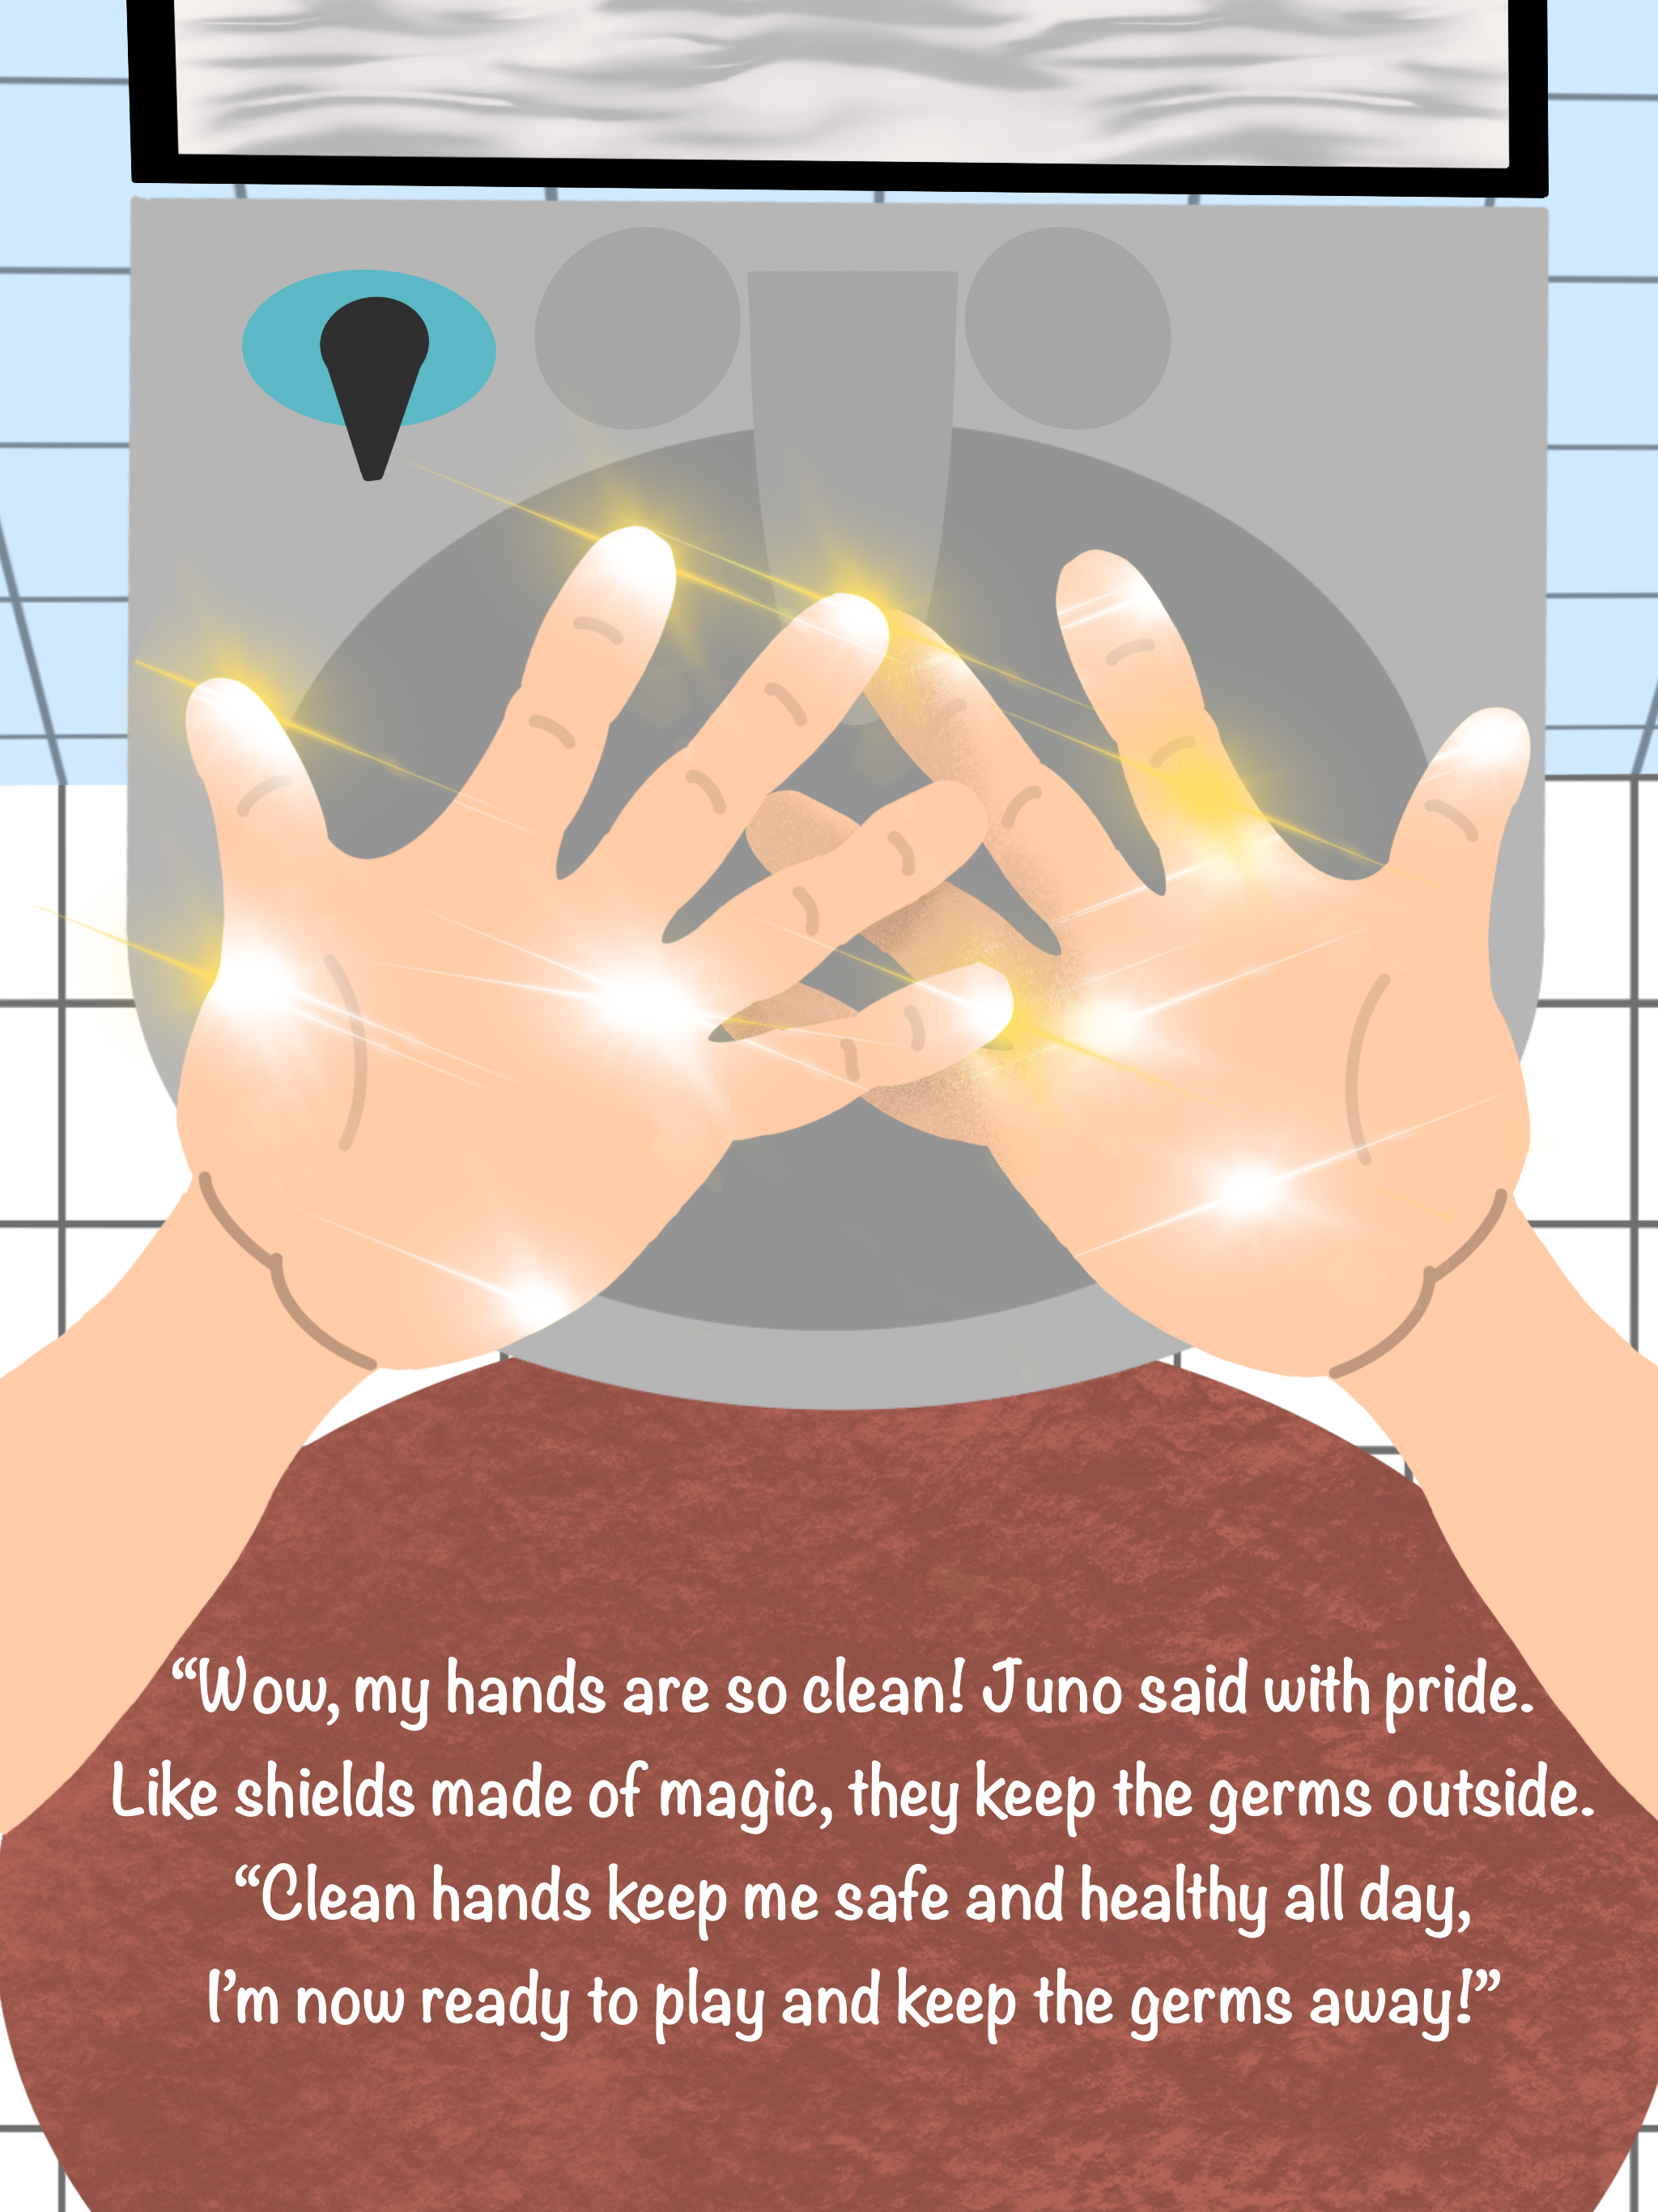 “Wow, my hands are so clean! Juno said with pride.
Like shields made of magic, they keep the germs outside.
“Clean hands keep me safe and healthy all day,
I’m now ready to play and keep the germs away!”